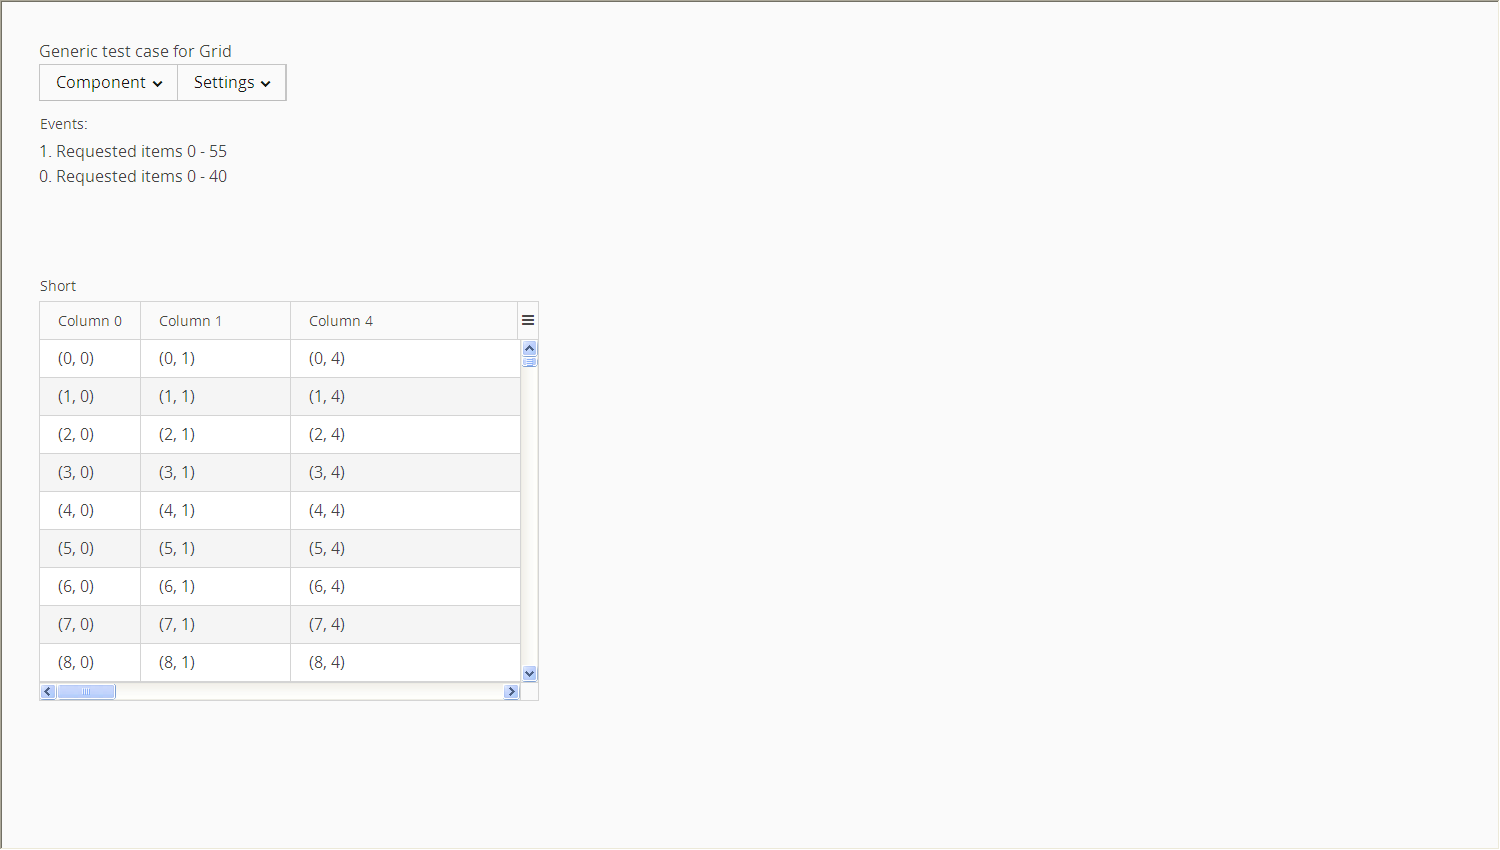 Generic test case for Grid
Component Settings
Events:
1. Requested items 0 - 55
0. Requested items 0 - 40
Short
Column 0 Column 1 Column 4
(0, 0) (0, 1) (0, 4)
(1, 0) (1, 1) (1, 4)
(2, 0) (2, 1) (2, 4)
(3, 0) (3, 1) (3, 4)
(4, 0) (4, 1) (4, 4)
(5, 0) (5, 1) (5, 4)
(6, 0) (6, 1) (6, 4)
(7, 0) (7, 1) (7, 4)
(8, 0) (8, 1) (8, 4)